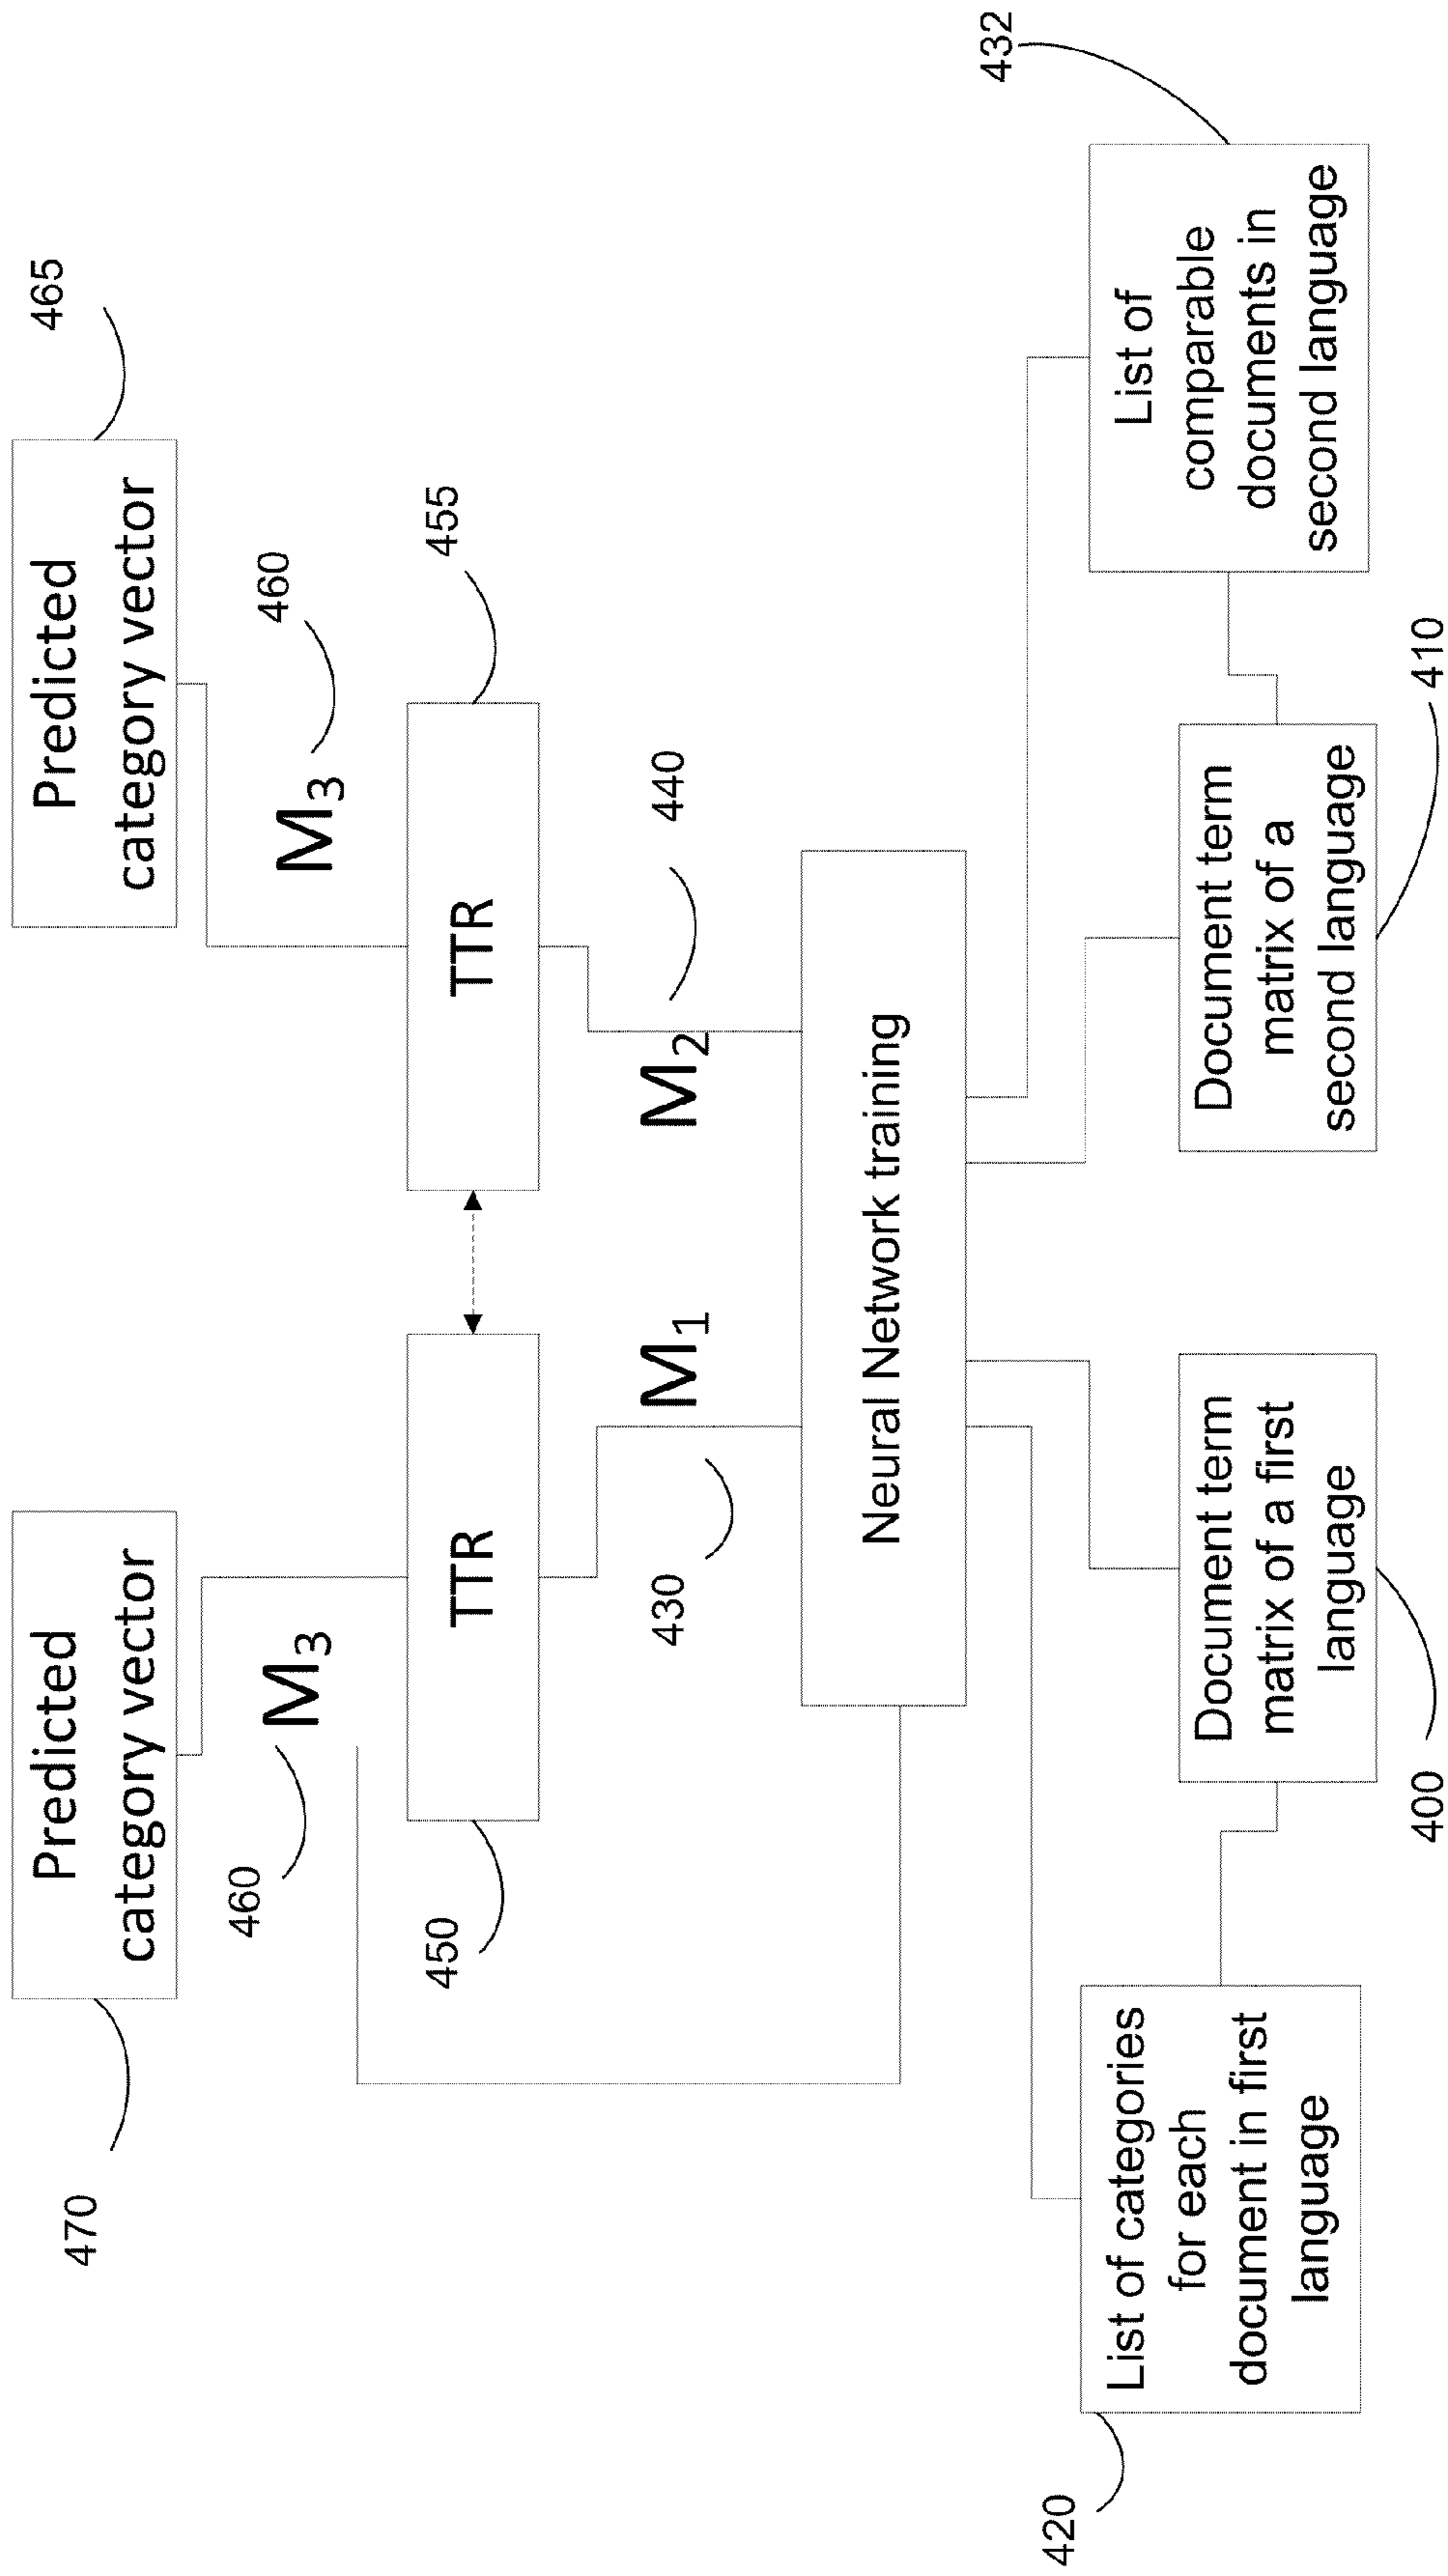 470
Predicted
category vector
Predicted
category vector
465
460
M3
M3
460
450
TTR
TTR
455
430
M1
M2
440
Neural Network training
420
List of categories
for each
document in first
language
Document term
matrix of a first
language
400
Document term
matrix of a
second language
410
List of
comparable
documents in
second language
432